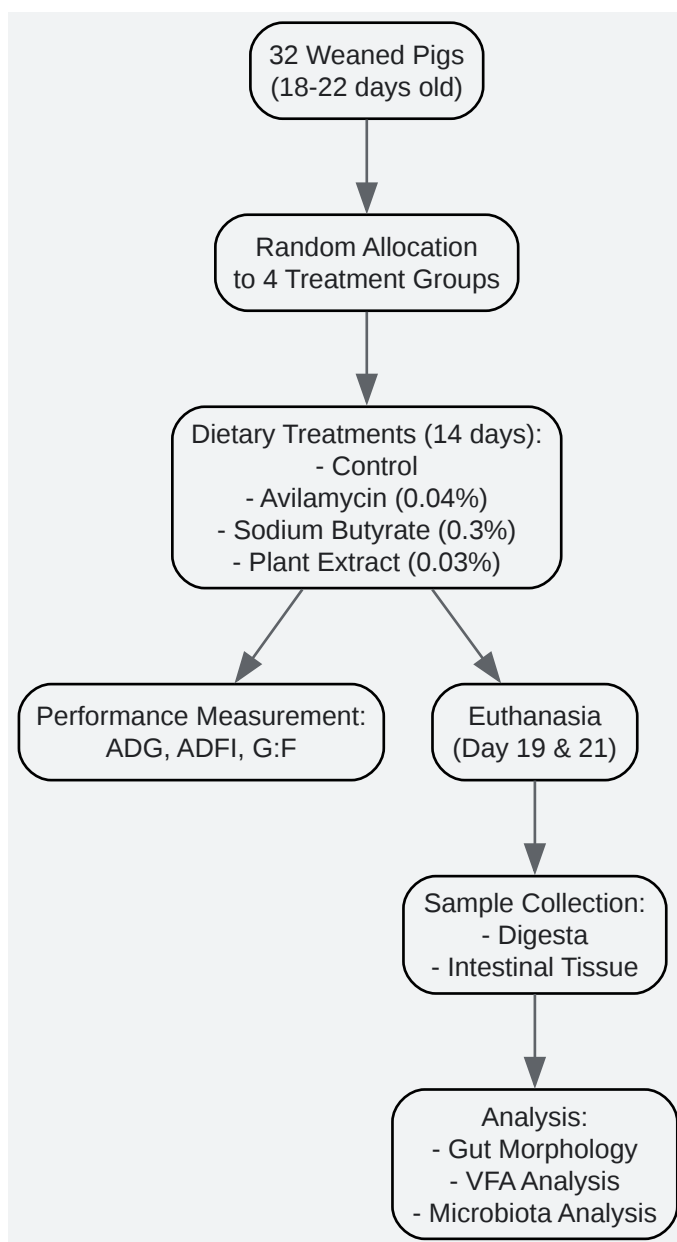 32 Weaned Pigs
(18-22 days old)
Random Allocation
to 4 Treatment Groups
Dietary Treatments (14 days):
- Control
- Avilamycin (0.04%)
- Sodium Butyrate (0.3%)
- Plant Extract (0.03%)
Performance Measurement:
ADG, ADFI, G:F
Euthanasia
(Day 19 & 21)
Sample Collection:
- Digesta
- Intestinal Tissue
Analysis:
- Gut Morphology
- VFA Analysis
- Microbiota Analysis